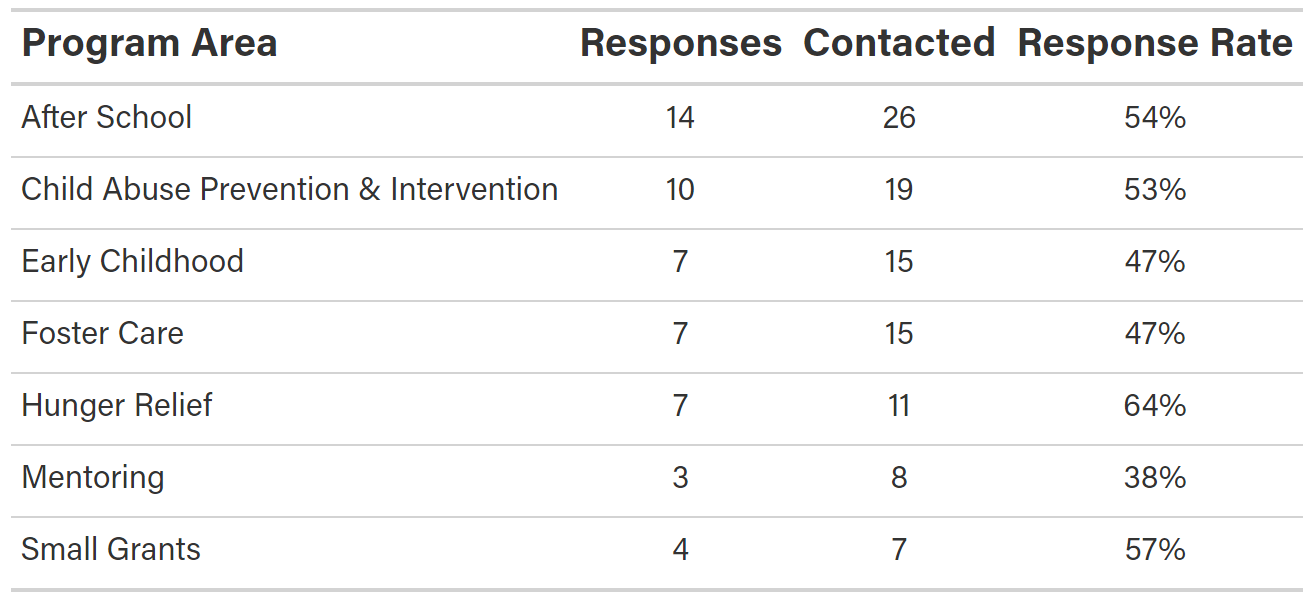 Program Area Responses Contacted Response Rate
After School 14 26 54%
Child Abuse Prevention & Intervention 10 19 53%
Early Childhood 7 15 47%
Foster Care 7 15 47%
Hunger Relief 7 11 64%
Mentoring 3 8 38%
Small Grants 4 7 57%